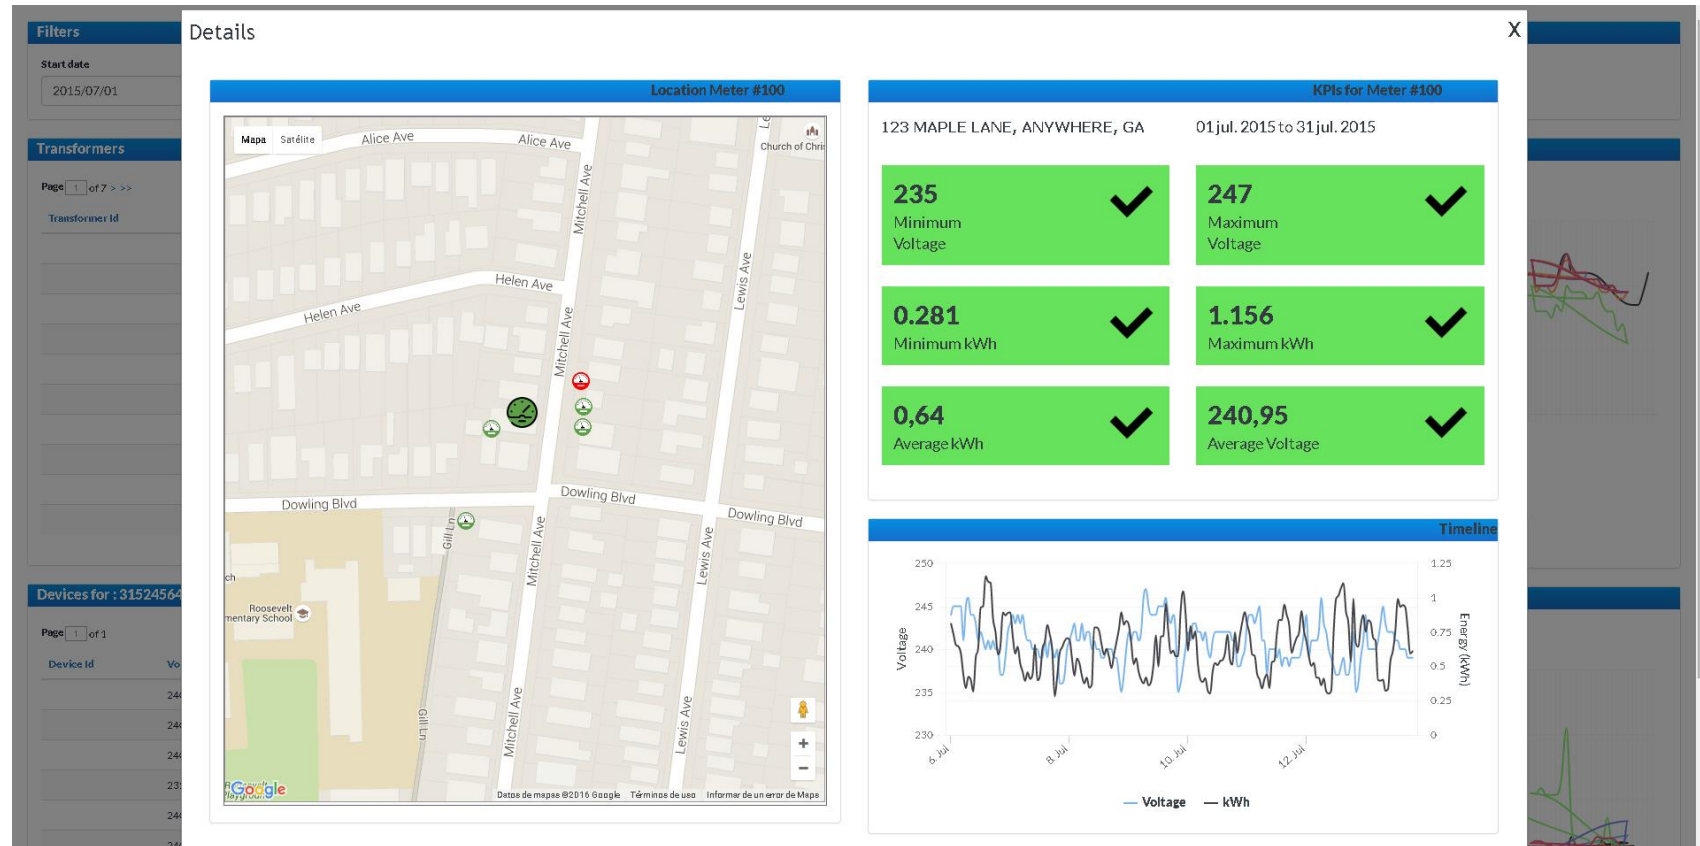 Details
X
Filters
Start date
2015/07/01
Transformers
Page 1 of 7 > >>
Transformer Id
Devices for : 31524564
Page 1 of 1
Device Id
Location Meter #100
Mapa
Satélite
Alice Ave
Alice Ave
Mitchell Ave
Helen Ave
Helen Ave
Mitchell Ave
Lewis Ave
Dowling Blvd
Dowling Blvd
Dowling Blvd
Gill Ln
Mitchell Ave
Lewis Ave
Roosevelt
mentary School
Gill Ln
Mitchell Ave
Lewis Ave
+
−
Google
Datos de mapas ©2016 Google
Términos de uso
Informar de un error de Maps
KPIs for Meter #100
123 MAPLE LANE, ANYWHERE, GA
01 jul. 2015 to 31 jul. 2015
235
Minimum
Voltage
247
Maximum
Voltage
0.281
Minimum kWh
1.156
Maximum kWh
0,64
Average kWh
240,95
Average Voltage
Timeline
250
245
240
235
230
Voltage
1.25
1
0.75
0.5
0.25
0
Energy (kWh)
6. Jul
8. Jul
10. Jul
12. Jul
Voltage
kWh